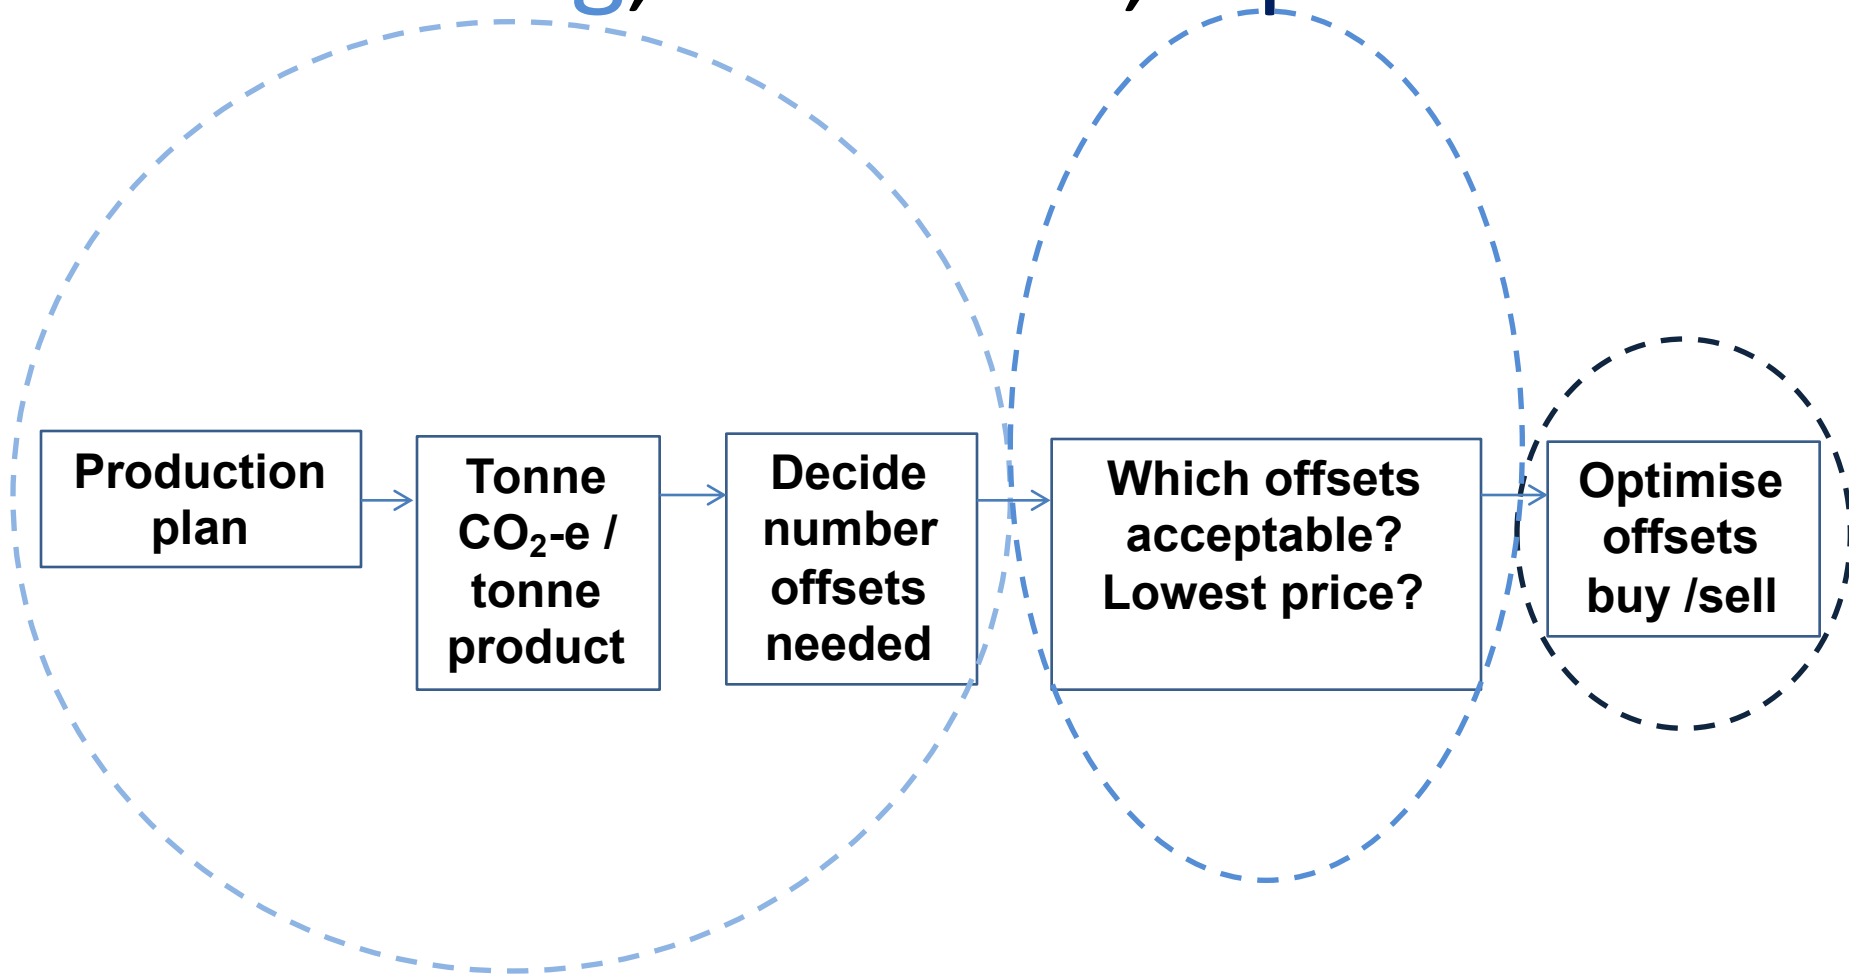 Production
plan
Tonne
CO₂-e /
tonne
product
Decide
number
offsets
needed
Which offsets
acceptable?
Lowest price?
Optimise
offsets
buy /sell